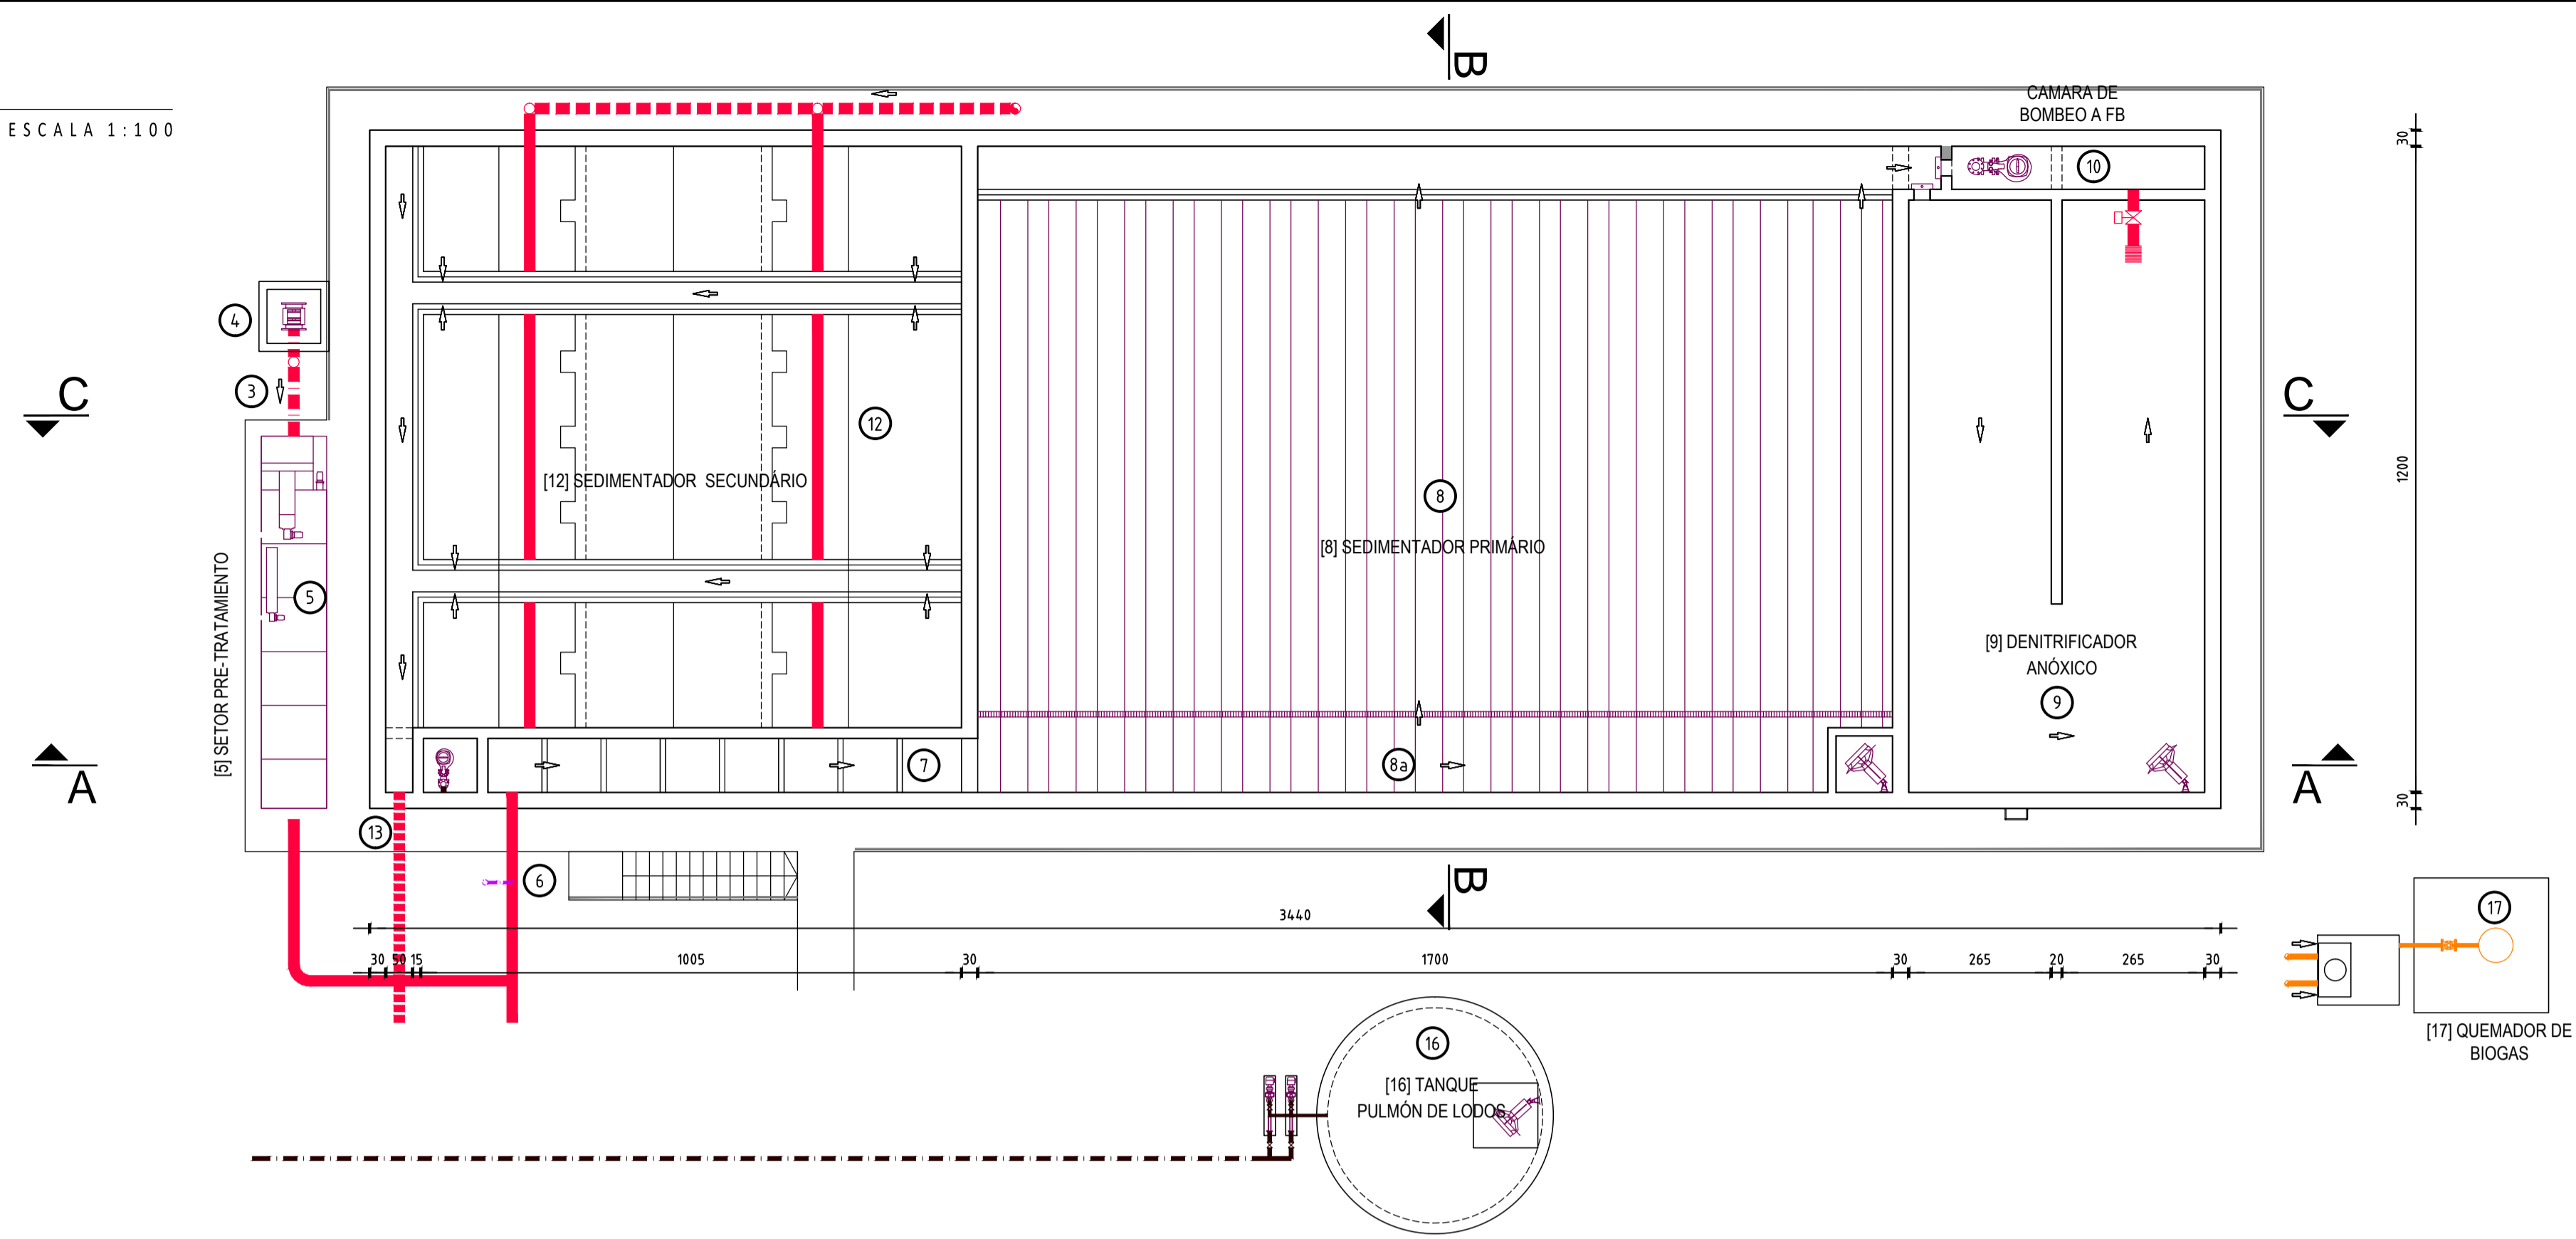 B
ESCALA 1:100
CAMARA DE
BOMBEO A FB
30
10
4
3
C
C
12
[12] SEDIMENTADOR SECUNDÁRIO
8
[8] SEDIMENTADOR PRIMÁRIO
1200
[5] SETOR PRE-TRATAMIENTO
5
[9] DENITRIFICADOR
ANÓXICO
9
7
8a
A
A
30
13
6
B
3440
17
30 50 15 1005 30 1700 30 265 20 265 30
[17] QUEMADOR DE
BIOGAS
16
[16] TANQUE
PULMÓN DE LODOS